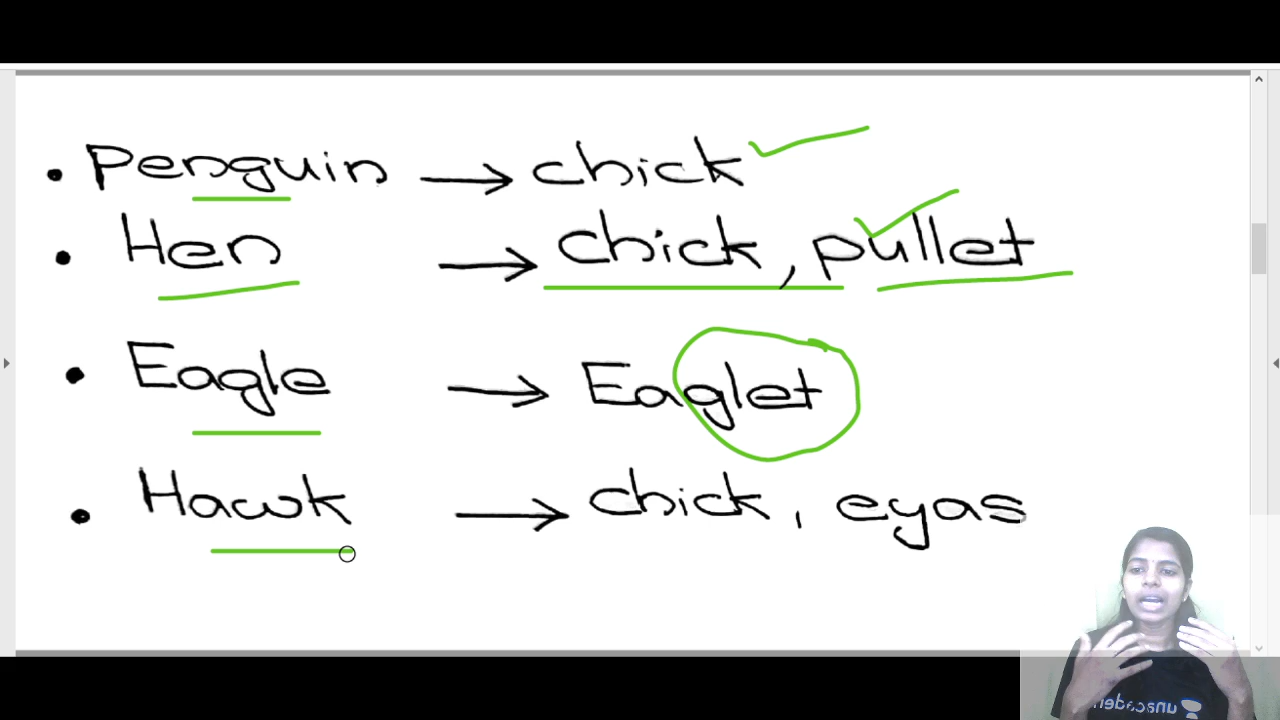 • Penguin → chick
• Hen → chick, pullet
• Eagle → Eaglet
• Hawk → chick, eyas